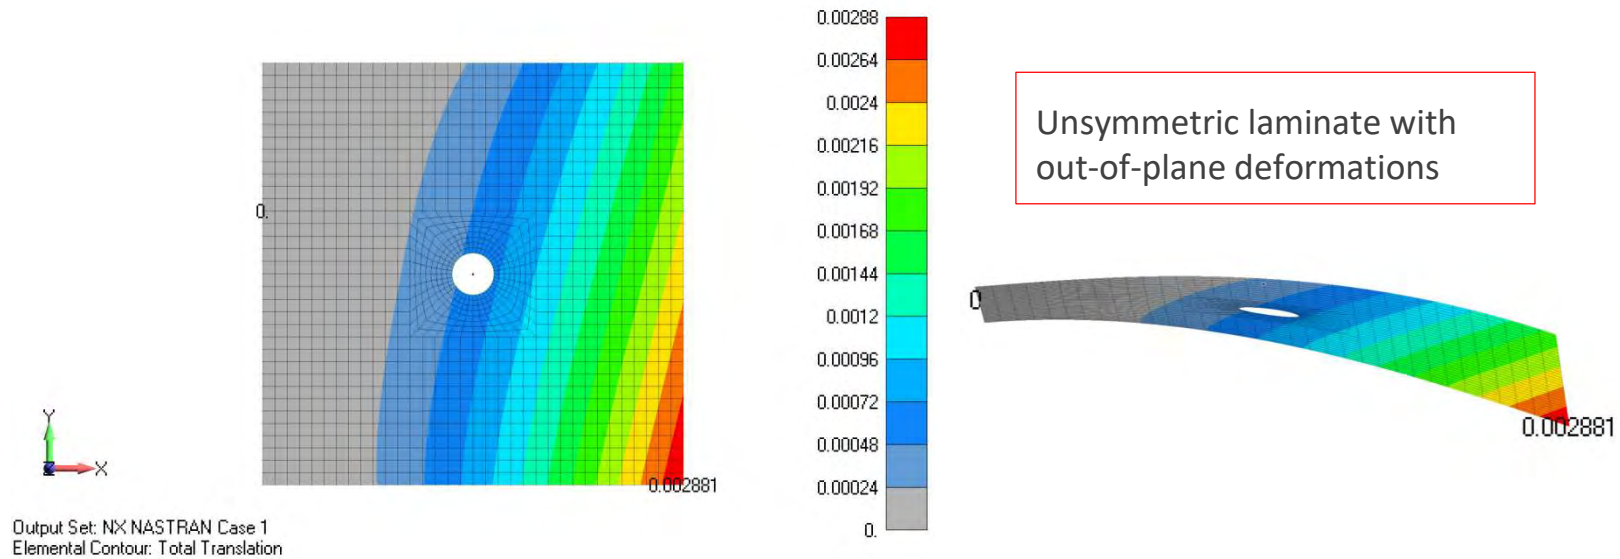 0.
0.002881
Y
Z
X
Output Set: NX NASTRAN Case 1
Elemental Contour: Total Translation
0.00288
0.00264
0.0024
0.00216
0.00192
0.00168
0.00144
0.0012
0.00096
0.00072
0.00048
0.00024
0.
Unsymmetric laminate with
out-of-plane deformations
0
0.002881